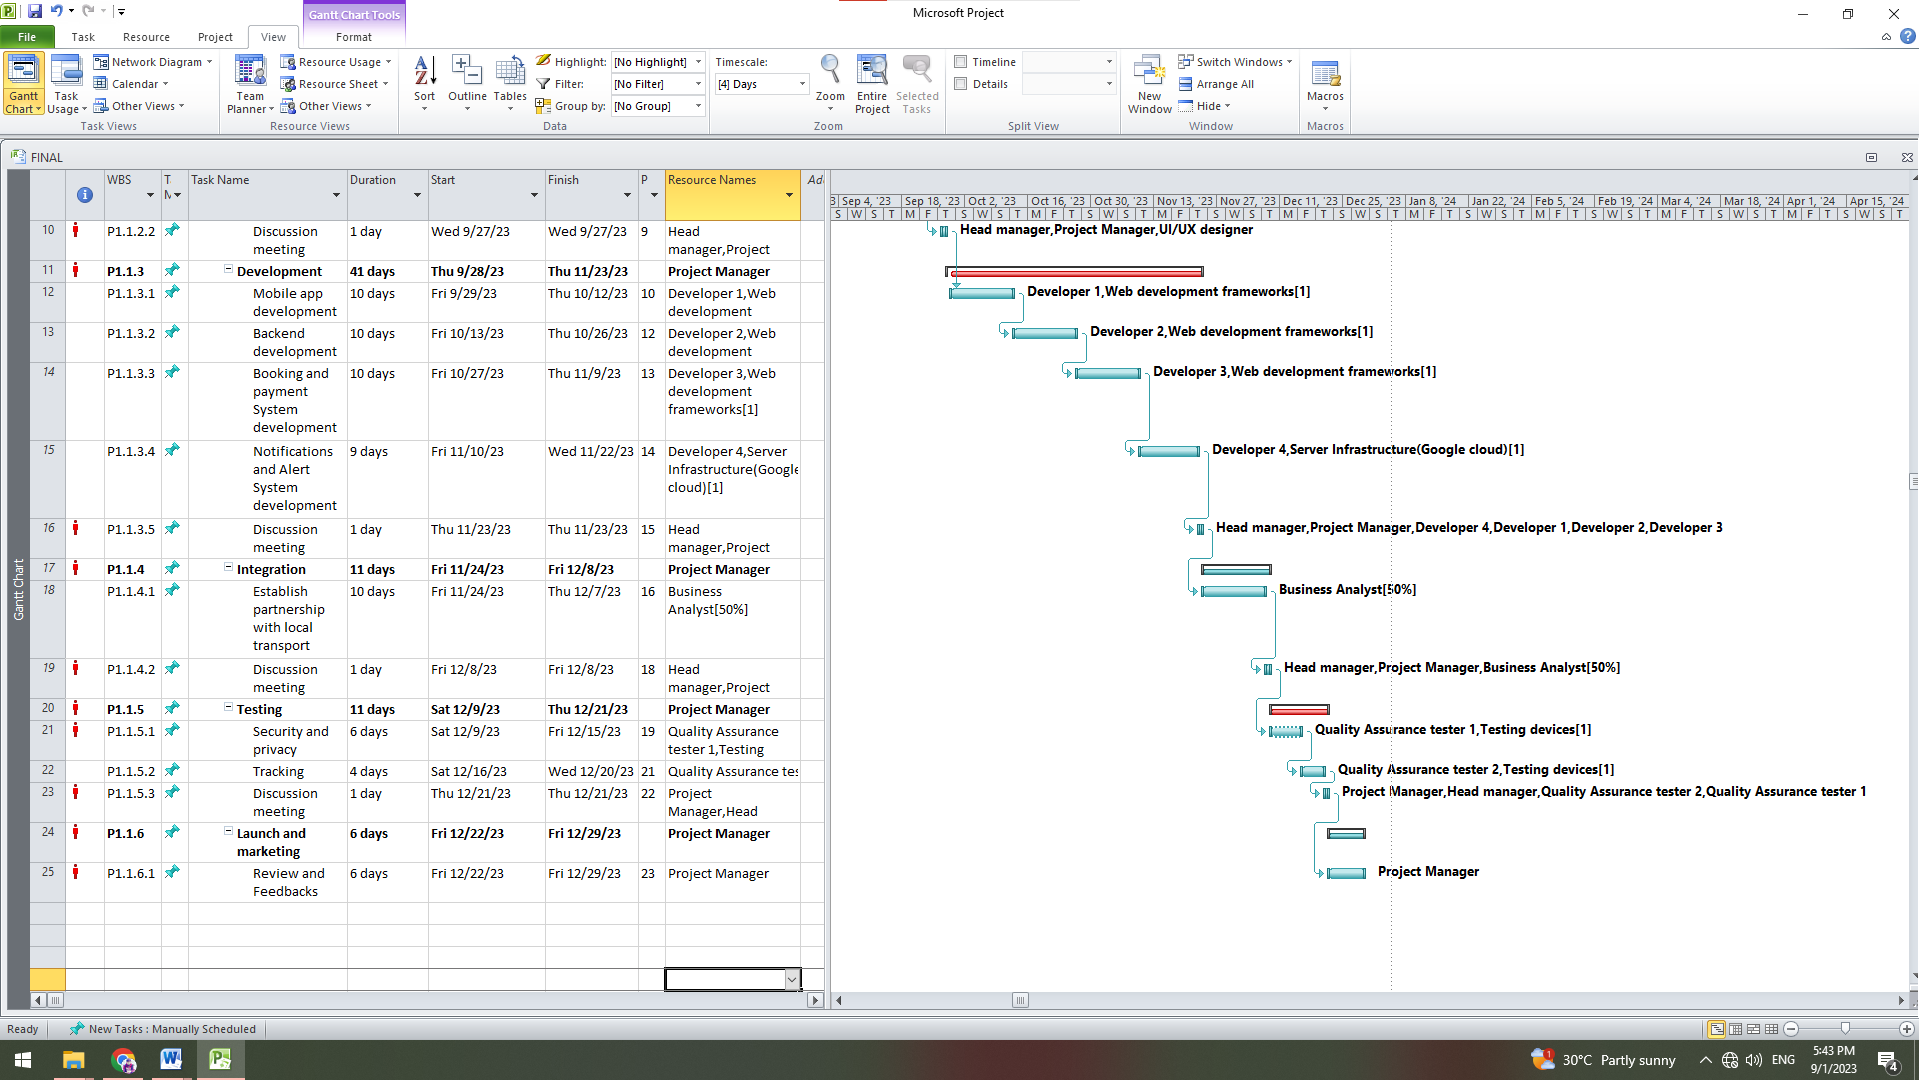 Gantt Chart Tools
Microsoft Project
File Task Resource Project View Format
Gantt Chart
Task Usage
Network Diagram
Calendar
Other Views
Task Views
Team Planner
Resource Usage
Resource Sheet
Other Views
Resource Views
Sort
Outline
Tables
Highlight: [No Highlight]
Filter: [No Filter]
Group by: [No Group]
Data
Timescale:
[4] Days
Zoom
Entire Project
Selected Tasks
Zoom
Timeline
Details
Split View
New Window
Switch Windows
Arrange All
Hide
Window
Macros
Macros
FINAL
WBS Task Name Duration Start Finish P Resource Names
3 Sep 4, '23 Sep 18, '23 Oct 2, '23 Oct 16, '23 Oct 30, '23 Nov 13, '23 Nov 27, '23 Dec 11, '23 Dec 25, '23 Jan 8, '24 Jan 22, '24 Feb 5, '24 Feb 19, '24 Mar 4, '24 Mar 18, '24 Apr 1, '24 Apr 15, '24
10 P1.1.2.2 Discussion meeting 1 day Wed 9/27/23 Wed 9/27/23 9 Head manager,Project
Head manager,Project Manager,UI/UX designer
11 P1.1.3 Development 41 days Thu 9/28/23 Thu 11/23/23 Project Manager
12 P1.1.3.1 Mobile app development 10 days Fri 9/29/23 Thu 10/12/23 10 Developer 1,Web development
Developer 1,Web development frameworks[1]
13 P1.1.3.2 Backend development 10 days Fri 10/13/23 Thu 10/26/23 12 Developer 2,Web development
Developer 2,Web development frameworks[1]
14 P1.1.3.3 Booking and payment System development 10 days Fri 10/27/23 Thu 11/9/23 13 Developer 3,Web development frameworks[1]
Developer 3,Web development frameworks[1]
15 P1.1.3.4 Notifications and Alert System development 9 days Fri 11/10/23 Wed 11/22/23 14 Developer 4,Server Infrastructure(Google cloud)[1]
Developer 4,Server Infrastructure(Google cloud)[1]
16 P1.1.3.5 Discussion meeting 1 day Thu 11/23/23 Thu 11/23/23 15 Head manager,Project
Head manager,Project Manager,Developer 4,Developer 1,Developer 2,Developer 3
17 P1.1.4 Integration 11 days Fri 11/24/23 Fri 12/8/23 Project Manager
18 P1.1.4.1 Establish partnership with local transport 10 days Fri 11/24/23 Thu 12/7/23 16 Business Analyst[50%]
Business Analyst[50%]
19 P1.1.4.2 Discussion meeting 1 day Fri 12/8/23 Fri 12/8/23 18 Head manager,Project
Head manager,Project Manager,Business Analyst[50%]
20 P1.1.5 Testing 11 days Sat 12/9/23 Thu 12/21/23 Project Manager
21 P1.1.5.1 Security and privacy 6 days Sat 12/9/23 Fri 12/15/23 19 Quality Assurance tester 1,Testing
Quality Assurance tester 1,Testing devices[1]
22 P1.1.5.2 Tracking 4 days Sat 12/16/23 Wed 12/20/23 21 Quality Assurance tes
Quality Assurance tester 2,Testing devices[1]
23 P1.1.5.3 Discussion meeting 1 day Thu 12/21/23 Thu 12/21/23 22 Project Manager,Head
Project Manager,Head manager,Quality Assurance tester 2,Quality Assurance tester 1
24 P1.1.6 Launch and marketing 6 days Fri 12/22/23 Fri 12/29/23 Project Manager
25 P1.1.6.1 Review and Feedbacks 6 days Fri 12/22/23 Fri 12/29/23 23 Project Manager
Project Manager
Gantt Chart
Ready
New Tasks : Manually Scheduled
30°C Partly sunny
ENG
5:43 PM
9/1/2023
4